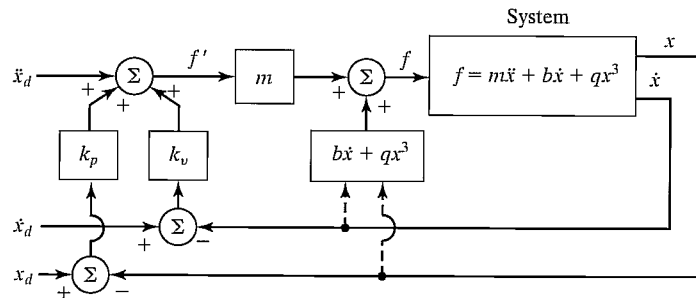 System
ẍ_d
+
+
+
Σ
f′
m
+
+
Σ
f
f = mẍ + bẋ + qx³
x
ẋ
k_p
k_v
bẋ + qx³
ẋ_d
+
Σ
−
x_d
+
Σ
−